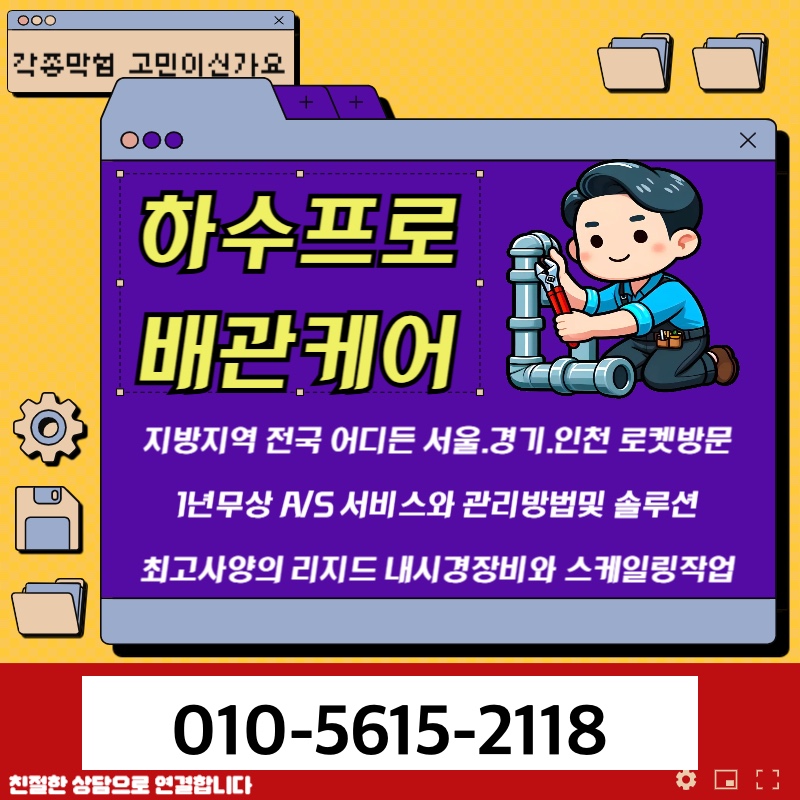 각종막힘 고민이신가요
하수프로
배관케어
지방지역 전국 어디든 서울.경기.인천 로켓방문
1년무상 A/S 서비스와 관리방법및 솔루션
최고사양의 리지드 내시경장비와 스케일링작업
010-5615-2118
친절한 상담으로 연결합니다